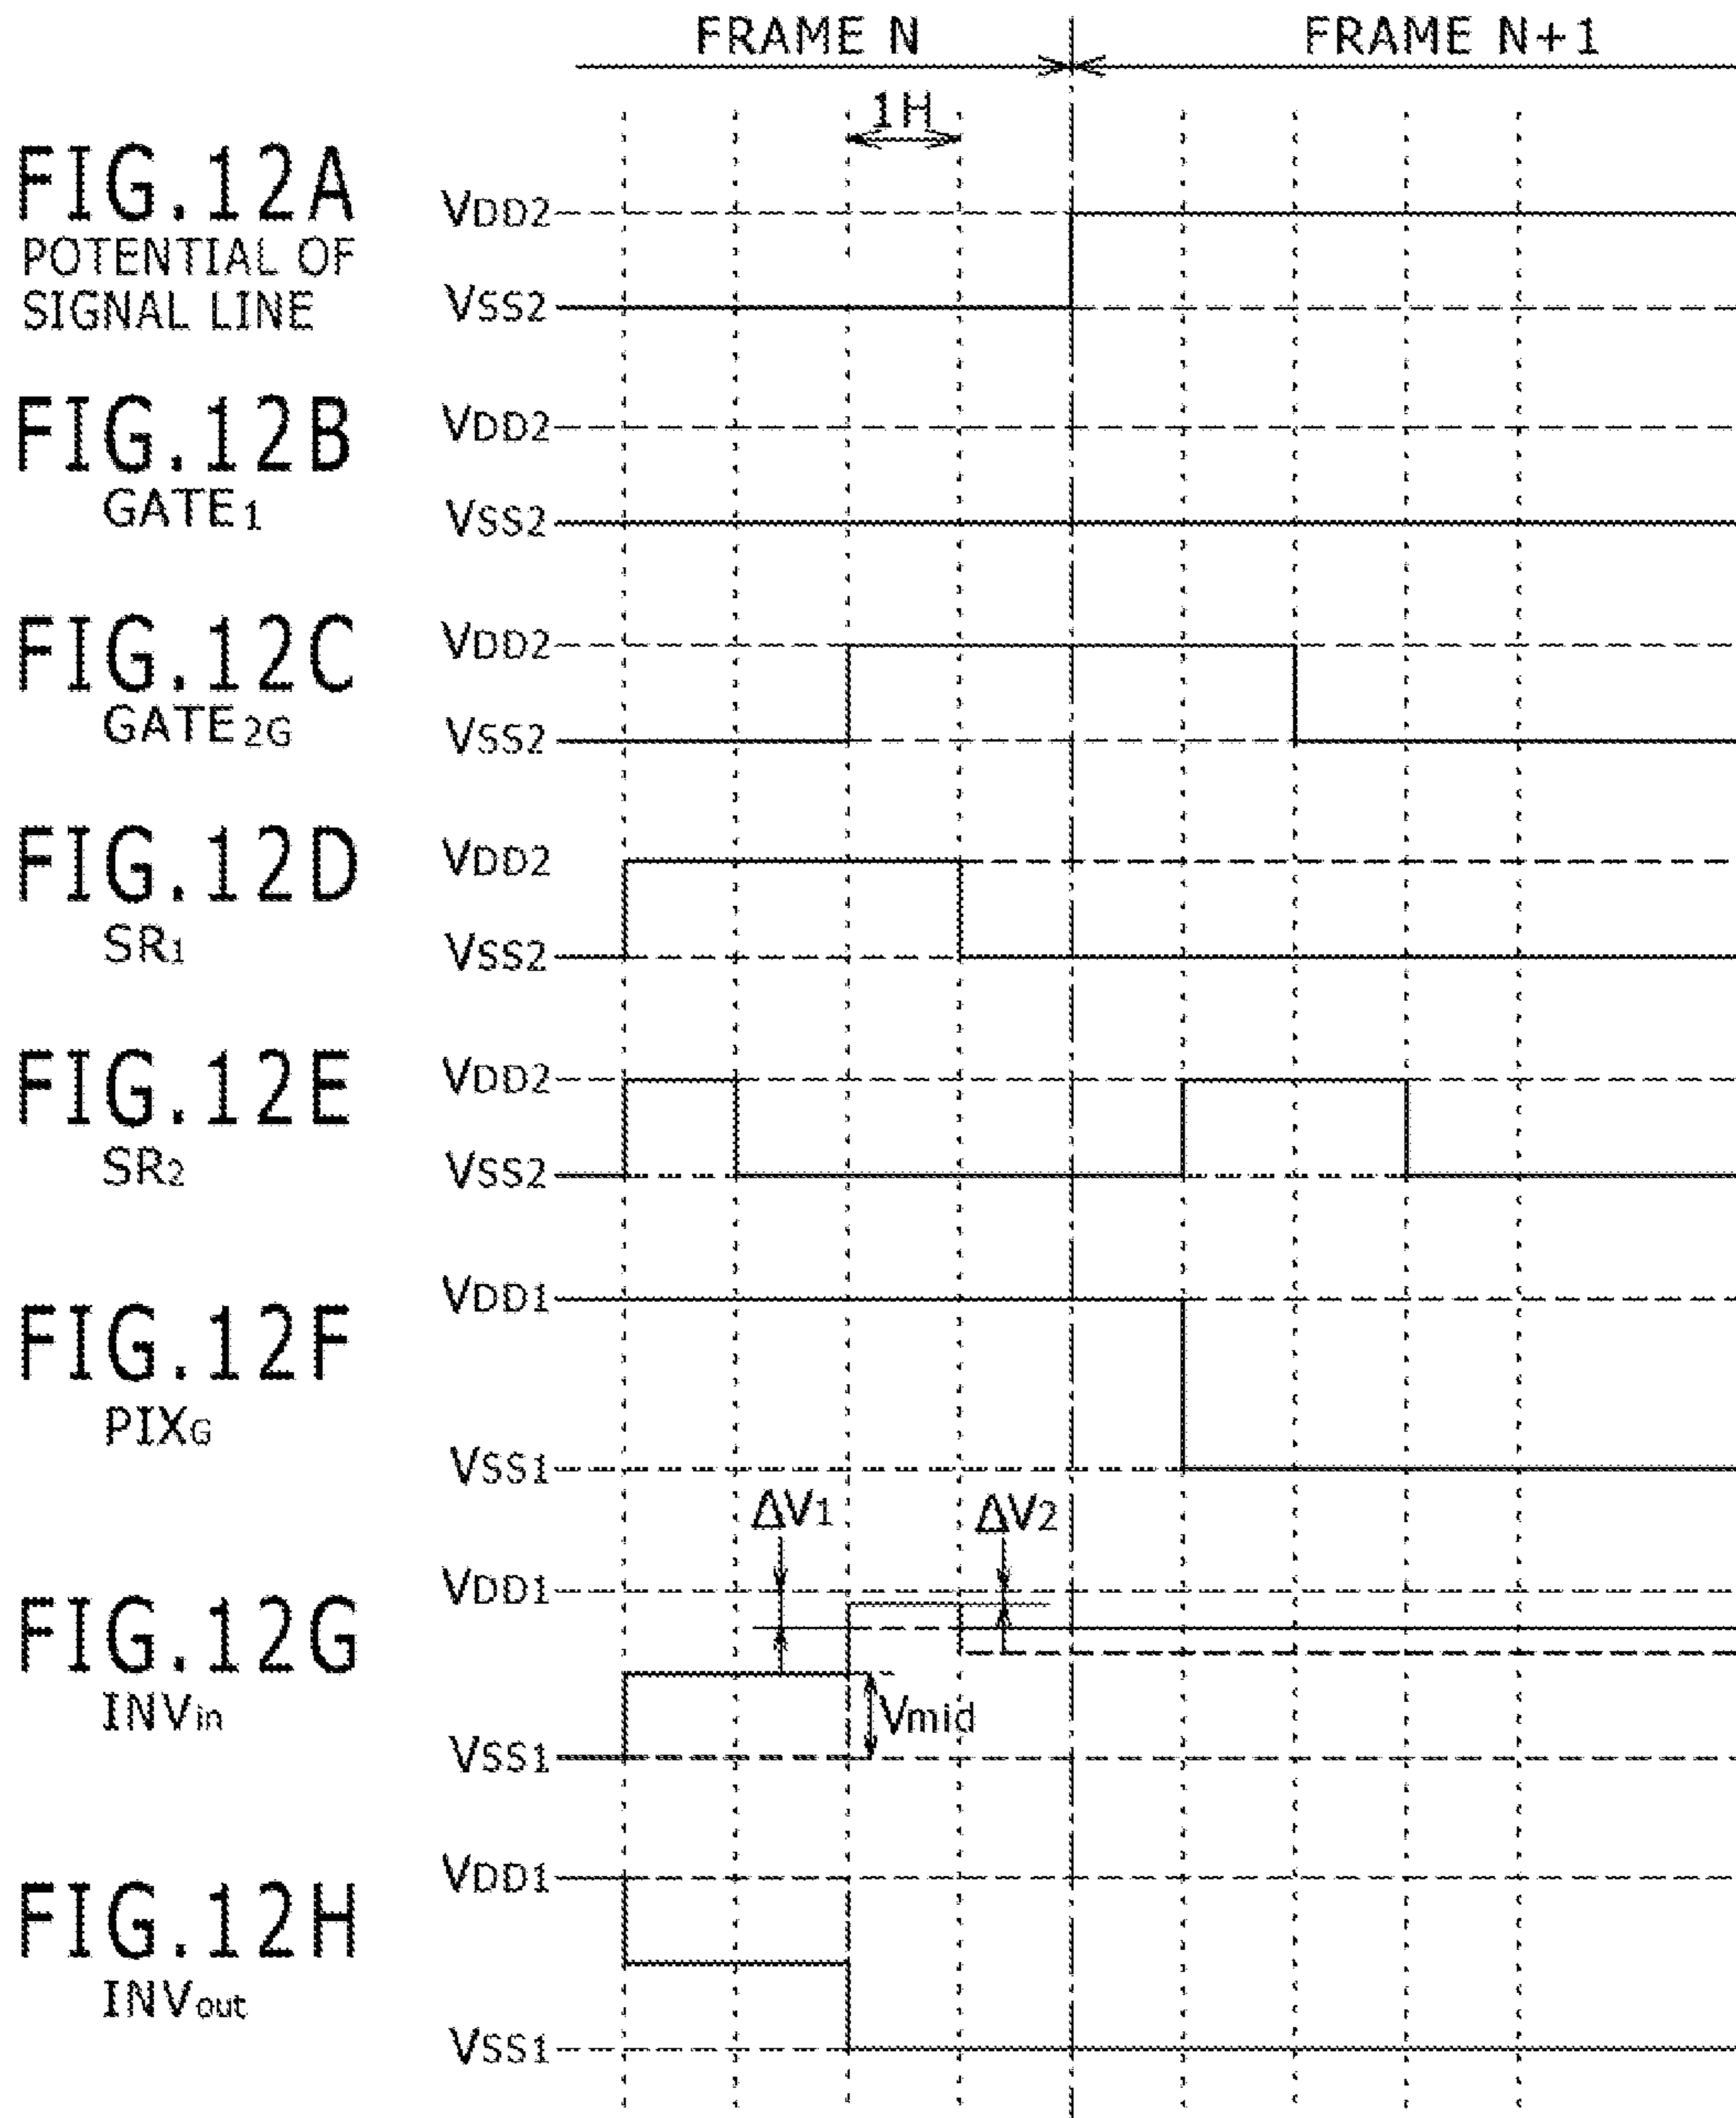 FRAME N
FRAME N+1
1H
FIG.12A
POTENTIAL OF
SIGNAL LINE
VDD2
VSS2
FIG.12B
GATE1
VDD2
VSS2
FIG.12C
GATE2G
VDD2
VSS2
FIG.12D
SR1
VDD2
VSS2
FIG.12E
SR2
VDD2
VSS2
FIG.12F
PIXG
VDD1
VSS1
ΔV1
ΔV2
FIG.12G
INVin
VDD1
Vmid
VSS1
FIG.12H
INVout
VDD1
VSS1